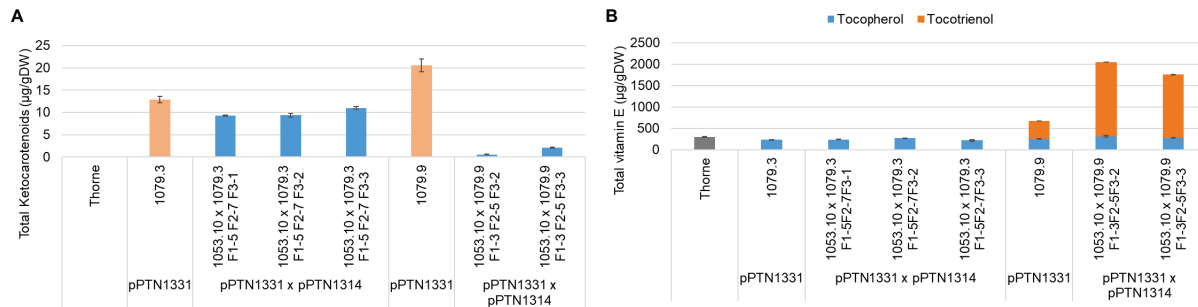 A
Total Ketocarotenoids (µg/gDW)
25
20
15
10
5
0
Thorne
1079.3
1053.10 x 1079.3
F1-5 F2-7 F3-1
1053.10 x 1079.3
F1-5 F2-7 F3-2
1053.10 x 1079.3
F1-5 F2-7 F3-3
1079.9
1053.10 x 1079.9
F1-3 F2-5 F3-2
1053.10 x 1079.9
F1-3 F2-5 F3-3
pPTN1331
pPTN1331 x pPTN1314
pPTN1331
pPTN1331 x
pPTN1314
B
Tocopherol
Tocotrienol
Total vitamin E (µg/gDW)
2500
2000
1500
1000
500
0
Thorne
1079.3
1053.10 x 1079.3
F1-5F2-7F3-1
1053.10 x 1079.3
F1-5F2-7F3-2
1053.10 x 1079.3
F1-5F2-7F3-3
1079.9
1053.10 x 1079.9
F1-3F2-5F3-2
1053.10 x 1079.9
F1-3F2-5F3-3
pPTN1331
pPTN1331 x pPTN1314
pPTN1331
pPTN1331 x
pPTN1314